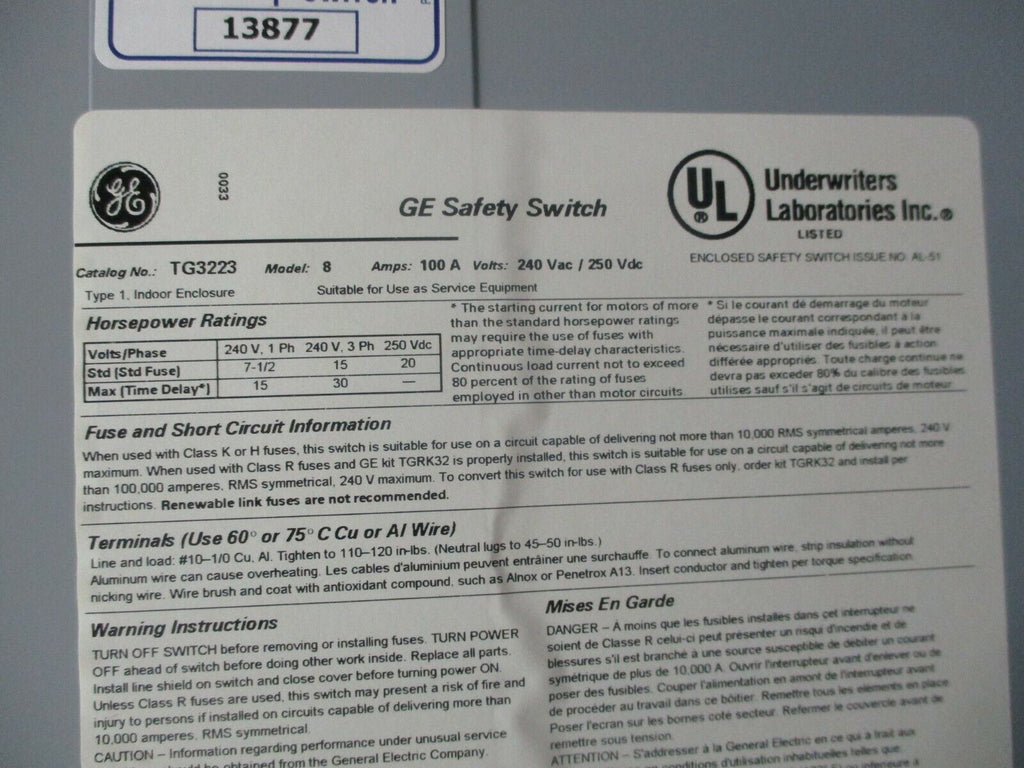 13877
GE
0033
GE Safety Switch
UL
Underwriters
Laboratories Inc.®
LISTED
ENCLOSED SAFETY SWITCH ISSUE NO. AL-51
Catalog No.: TG3223 Model: 8 Amps: 100 A Volts: 240 Vac / 250 Vdc
Type 1, Indoor Enclosure Suitable for Use as Service Equipment
Horsepower Ratings
Volts/Phase 240 V, 1 Ph 240 V, 3 Ph 250 Vdc
Std (Std Fuse) 7-1/2 15 20
Max (Time Delay*) 15 30 —
* The starting current for motors of more
than the standard horsepower ratings
may require the use of fuses with
appropriate time-delay characteristics.
Continuous load current not to exceed
80 percent of the rating of fuses
employed in other than motor circuits.
* Si le courant de demarrage du moteur
dépasse le courant correspondant à la
puissance maximale indiquée, il peut être
nécessaire d'utiliser des fusibles à action
différée appropriés. Toute charge continue ne
devra pas exceder 80% du calibre des fusibles
utilises sauf s'il s'agit de circuits de moteur.
Fuse and Short Circuit Information
When used with Class K or H fuses, this switch is suitable for use on a circuit capable of delivering not more than 10,000 RMS symmetrical amperes, 240 V
maximum. When used with Class R fuses and GE kit TGRK32 is properly installed, this switch is suitable for use on a circuit capable of delivering not more
than 100,000 amperes, RMS symmetrical, 240 V maximum. To convert this switch for use with Class R fuses only, order kit TGRK32 and install per
instructions. Renewable link fuses are not recommended.
Terminals (Use 60° or 75° C Cu or Al Wire)
Line and load: #10–1/0 Cu, Al. Tighten to 110–120 in-lbs. (Neutral lugs to 45–50 in-lbs.)
Aluminum wire can cause overheating. Les cables d'aluminium peuvent entràiner une surchauffe. To connect aluminum wire, strip insulation without
nicking wire. Wire brush and coat with antioxidant compound, such as Alnox or Penetrox A13. Insert conductor and tighten per torque specification.
Warning Instructions
TURN OFF SWITCH before removing or installing fuses. TURN POWER
OFF ahead of switch before doing other work inside. Replace all parts.
Install line shield on switch and close cover before turning power ON.
Unless Class R fuses are used, this switch may present a risk of fire and
injury to persons if installed on circuits capable of delivering more than
10,000 amperes, RMS symmetrical.
CAUTION – Information regarding performance under unusual service
be obtained from the General Electric Company.
Mises En Garde
DANGER – A moins que les fusibles installes dans cet interrupteur ne
soient de Classe R celui-ci peut présenter un risqui d'incendie et de
blessures s'il est branché à une source susceptible de debiter un courant
symétrique de plus de 10,000 A. Ouvrir l'interrupteur avant d'enlever ou de
poser des fusibles. Couper l'alimentation en amont de l'interrupteur avant
de procéder au travail dans ce bôitier. Remettre tous les elements en place.
Poser l'ecran sur les bornes coté secteur. Refermer le couvercle avant de
remettre sous tension.
ATTENTION – S'addresser à la General Electric en ce qui a trait aux
conditions d'utilisation inhabituelles telles que: